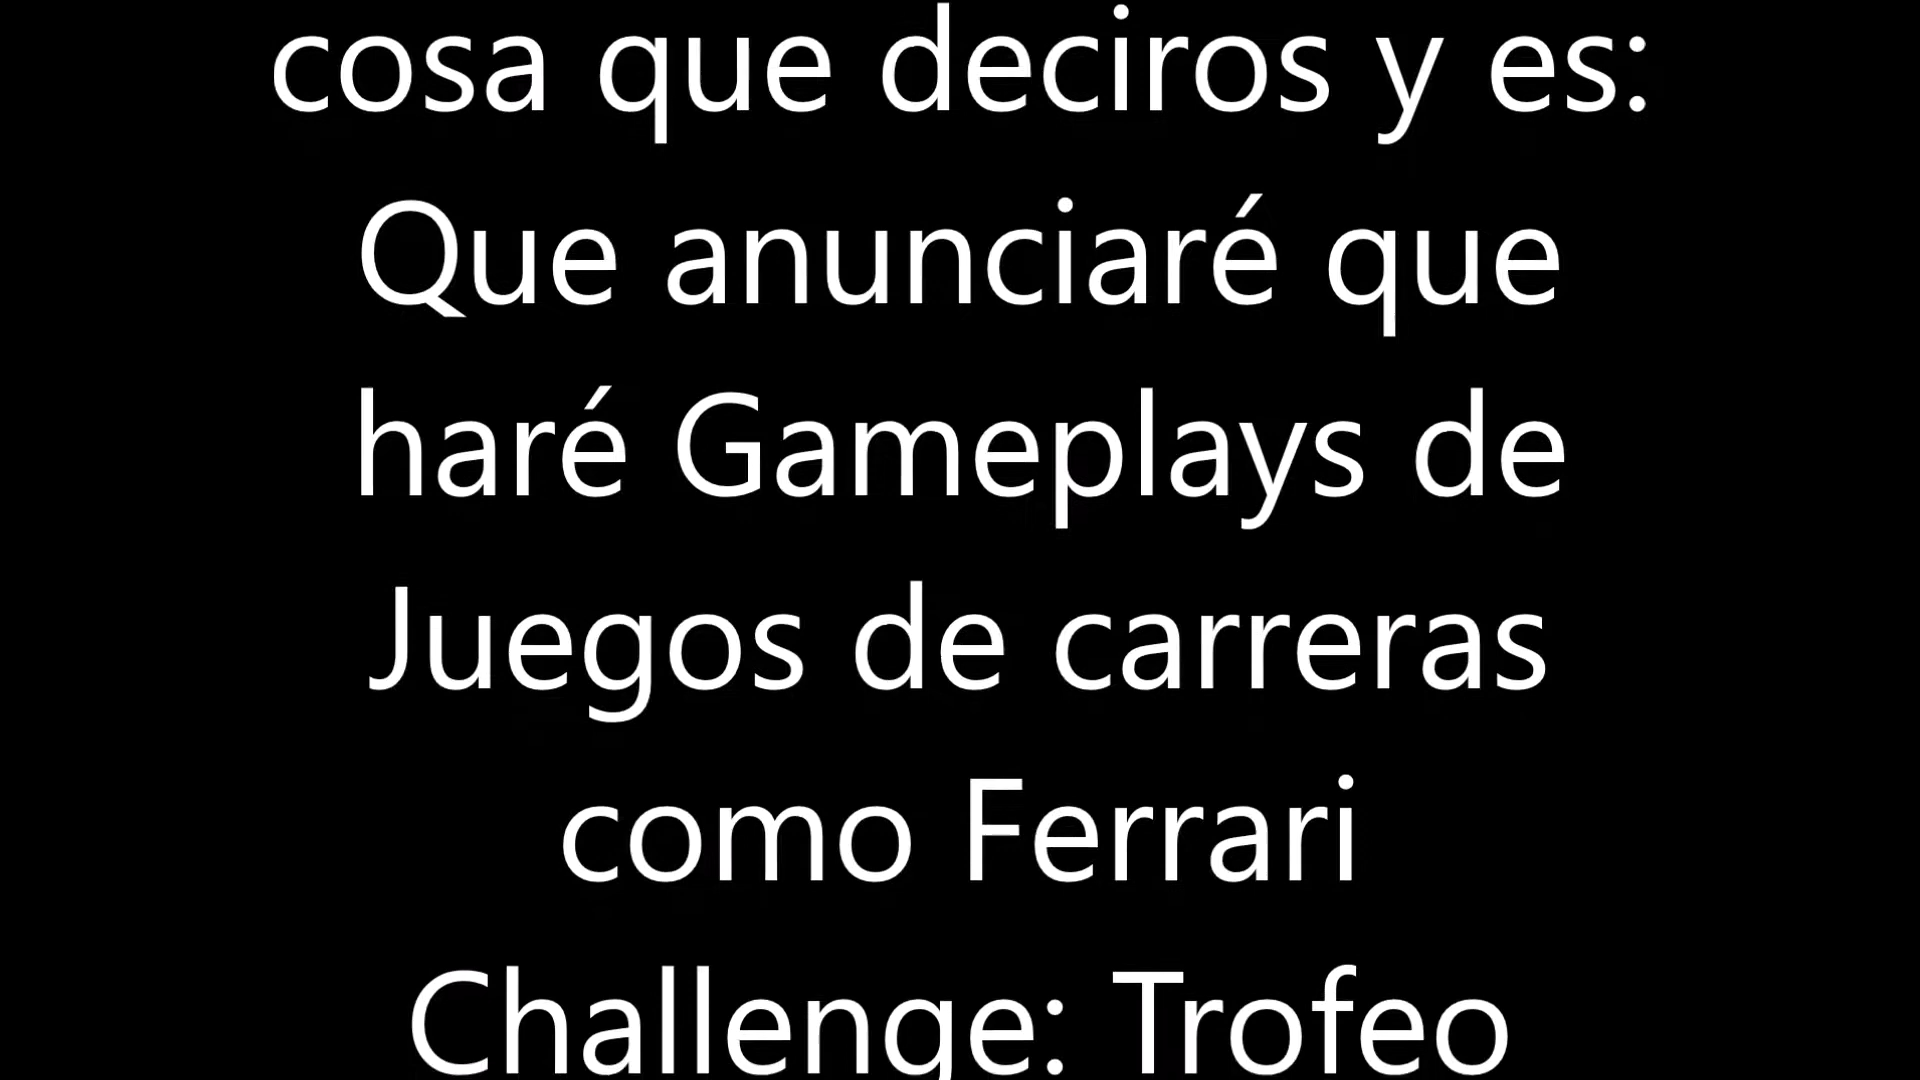 cosa que deciros y es:
Que anunciaré que
haré Gameplays de
Juegos de carreras
como Ferrari
Challenge: Trofeo